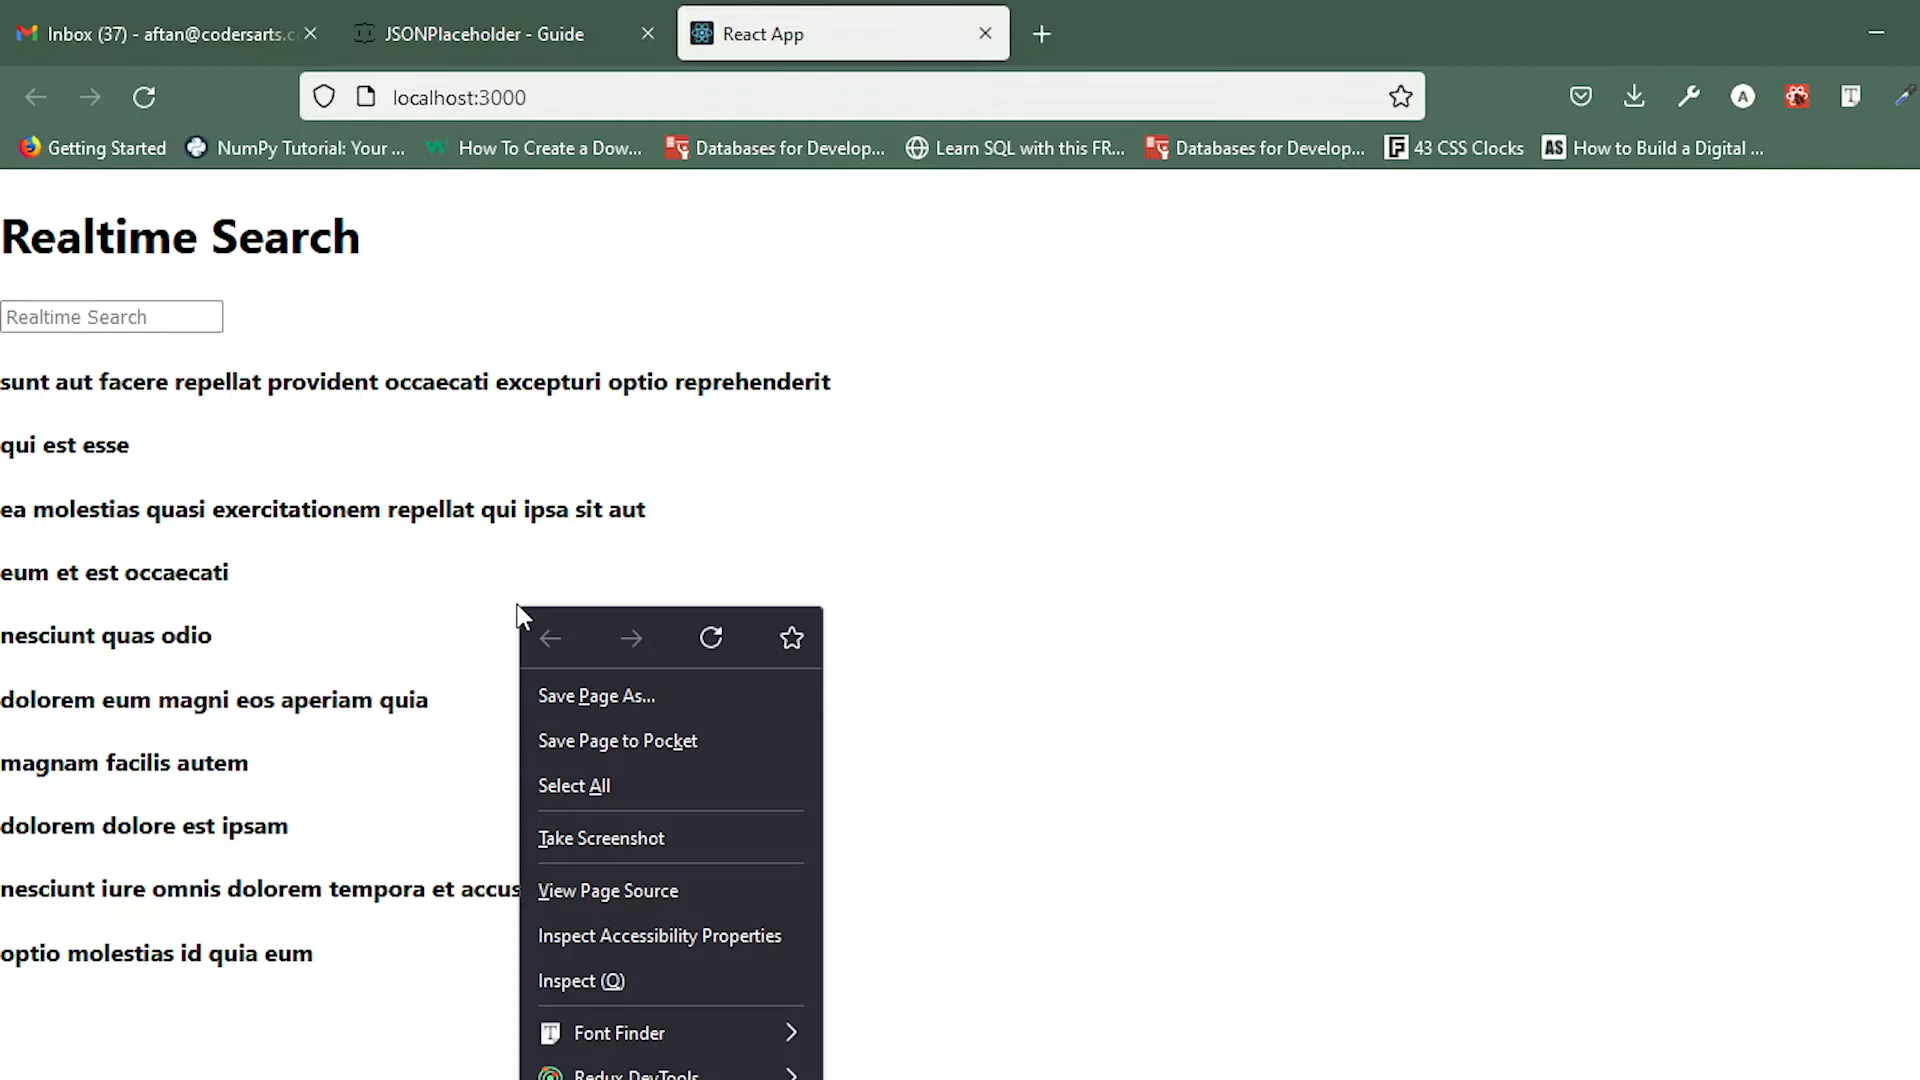 Inbox (37) - aftan@codersarts.c
JSONPlaceholder - Guide
React App
localhost:3000
A
T
Getting Started
NumPy Tutorial: Your ...
How To Create a Dow...
Databases for Develop...
Learn SQL with this FR...
Databases for Develop...
43 CSS Clocks
AS
How to Build a Digital ...
Realtime Search
Realtime Search
sunt aut facere repellat provident occaecati excepturi optio reprehenderit
qui est esse
ea molestias quasi exercitationem repellat qui ipsa sit aut
eum et est occaecati
nesciunt quas odio
dolorem eum magni eos aperiam quia
magnam facilis autem
dolorem dolore est ipsam
nesciunt iure omnis dolorem tempora et accus
optio molestias id quia eum
Save Page As...
Save Page to Pocket
Select All
Take Screenshot
View Page Source
Inspect Accessibility Properties
Inspect (Q)
T
Font Finder
Redux DevTools